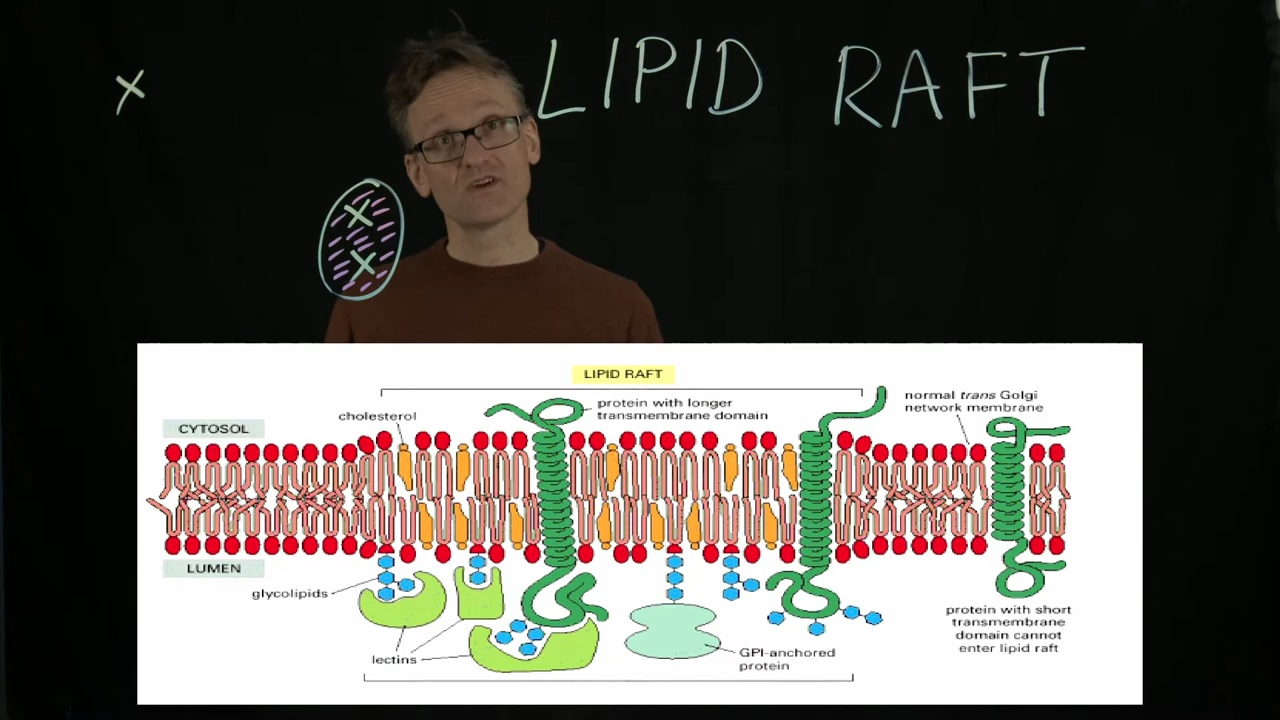 X
LIPID RAFT
X
X
LIPID RAFT
cholesterol
protein with longer
transmembrane domain
normal trans Golgi
network membrane
CYTOSOL
LUMEN
glycolipids
lectins
GPI-anchored
protein
protein with short
transmembrane
domain cannot
enter lipid raft